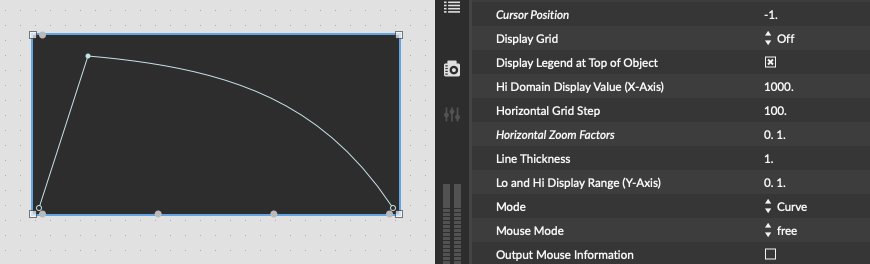 Cursor Position -1.
Display Grid Off
Display Legend at Top of Object
Hi Domain Display Value (X-Axis) 1000.
Horizontal Grid Step 100.
Horizontal Zoom Factors 0. 1.
Line Thickness 1.
Lo and Hi Display Range (Y-Axis) 0. 1.
Mode Curve
Mouse Mode free
Output Mouse Information